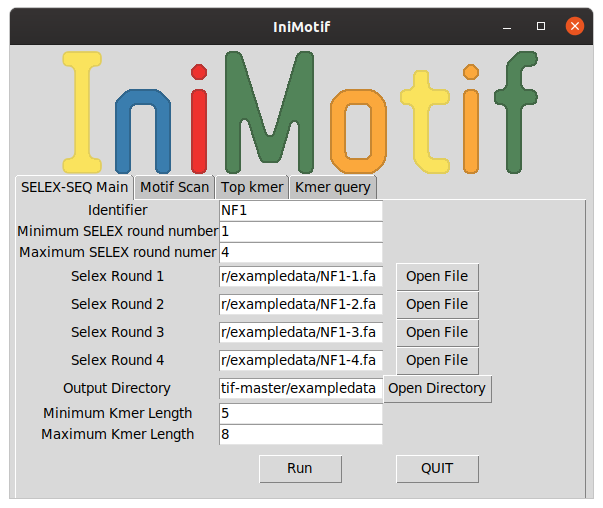 IniMotif
IniMotif
SELEX-SEQ Main Motif Scan Top kmer Kmer query
Identifier NF1
Minimum SELEX round number 1
Maximum SELEX round numer 4
Selex Round 1 r/exampledata/NF1-1.fa Open File
Selex Round 2 r/exampledata/NF1-2.fa Open File
Selex Round 3 r/exampledata/NF1-3.fa Open File
Selex Round 4 r/exampledata/NF1-4.fa Open File
Output Directory tif-master/exampledata Open Directory
Minimum Kmer Length 5
Maximum Kmer Length 8
Run QUIT